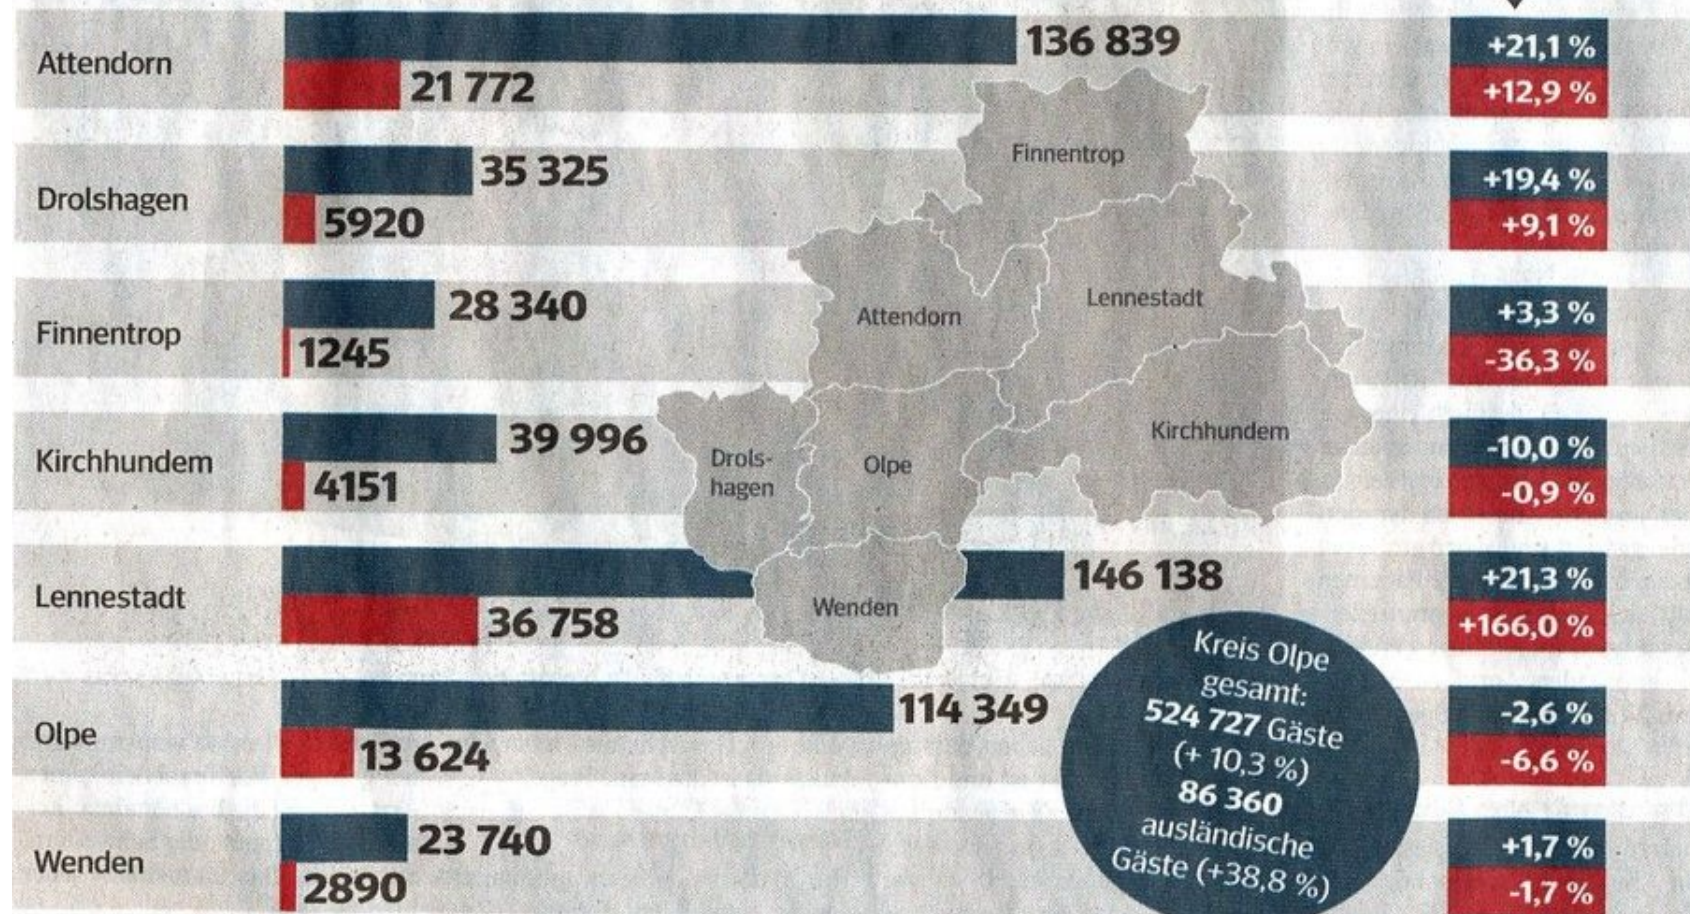 Attendorn
136 839
21 772
+21,1 %
+12,9 %
Drolshagen
35 325
5920
+19,4 %
+9,1 %
Finnentrop
28 340
1245
+3,3 %
-36,3 %
Kirchhundem
39 996
4151
-10,0 %
-0,9 %
Lennestadt
146 138
36 758
+21,3 %
+166,0 %
Olpe
114 349
13 624
-2,6 %
-6,6 %
Wenden
23 740
2890
+1,7 %
-1,7 %
Finnentrop
Attendorn
Lennestadt
Kirchhundem
Drols-
hagen
Olpe
Wenden
Kreis Olpe
gesamt:
524 727 Gäste
(+ 10,3 %)
86 360
ausländische
Gäste (+38,8 %)